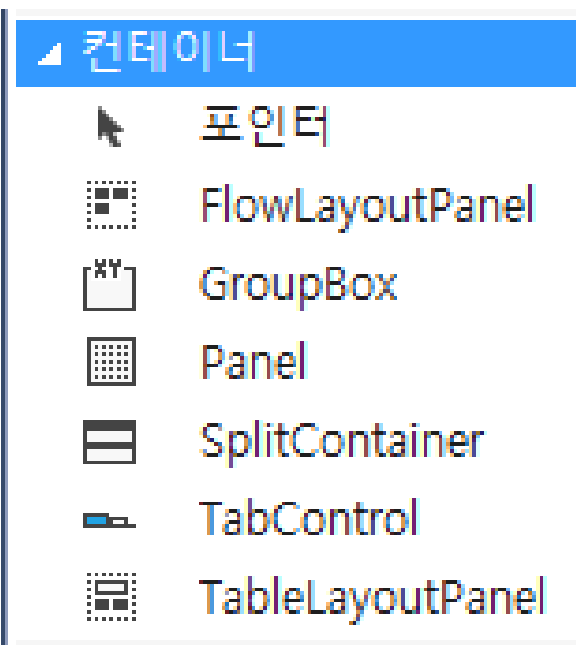 컨테이너
포인터
FlowLayoutPanel
GroupBox
Panel
SplitContainer
TabControl
TableLayoutPanel